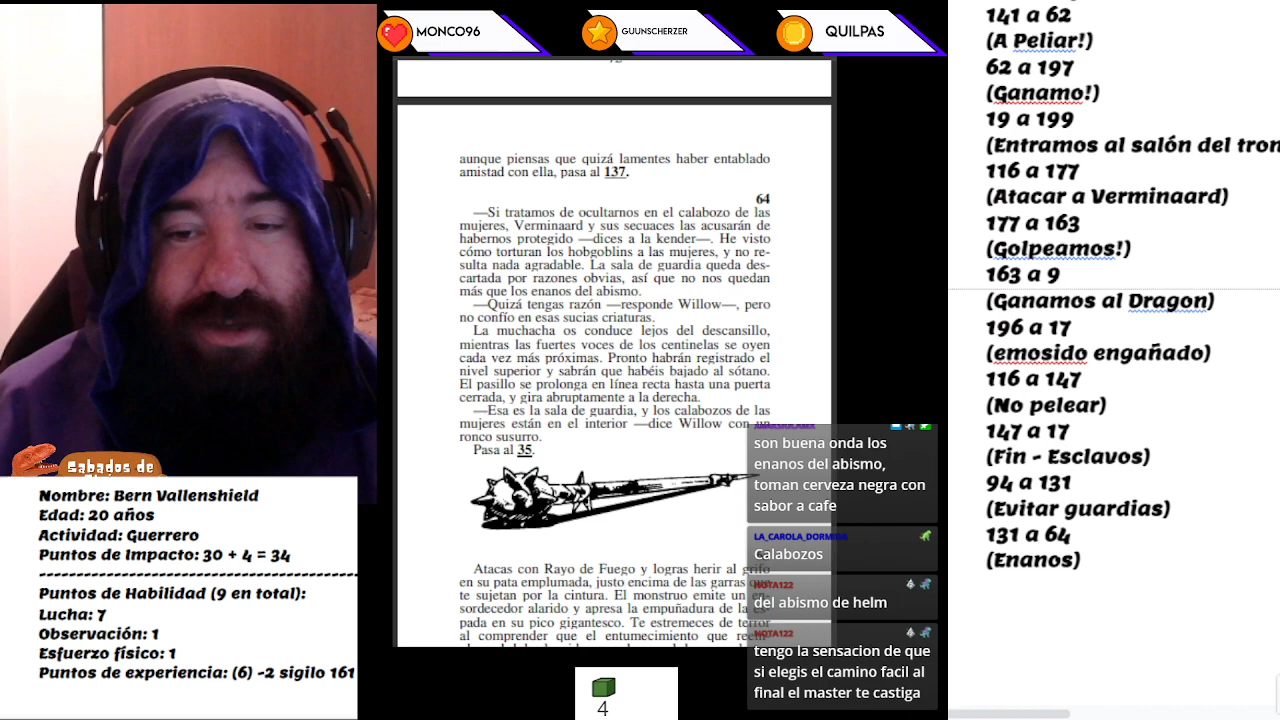 MONCO96
GUUNSCHERZER
QUILPAS
aunque piensas que quizá lamentes haber entablado
amistad con ella, pasa al 137.
64
—Si tratamos de ocultarnos en el calabozo de las
mujeres, Verminaard y sus secuaces las acusarán de
habernos protegido —dices a la kender—. He visto
cómo torturan los hobgoblins a las mujeres, y no re-
sulta nada agradable. La sala de guardia queda des-
cartada por razones obvias, así que no nos quedan
más que los enanos del abismo.
—Quizá tengas razón —responde Willow—, pero
no confío en esas sucias criaturas.
La muchacha os conduce lejos del descansillo,
mientras las fuertes voces de los centinelas se oyen
cada vez más próximas. Pronto habrán registrado el
nivel superior y sabrán que habéis bajado al sótano.
El pasillo se prolonga en línea recta hasta una puerta
cerrada, y gira abruptamente a la derecha.
—Esa es la sala de guardia, y los calabozos de las
mujeres están en el interior —dice Willow con un
ronco susurro.
Pasa al 35.
Atacas con Rayo de Fuego y logras herir al grifo
en su pata emplumada, justo encima de las garras que
te sujetan por la cintura. El monstruo emite un en-
sordecedor alarido y apresa la empuñadura de la es-
pada en su pico gigantesco. Te estremeces de terror
al comprender que el entumecimiento que
son buena onda los
enanos del abismo,
toman cerveza negra con
sabor a cafe
LA_CAROLA_DORMIDA
Calabozos
NOTA122
del abismo de helm
NOTA122
tengo la sensacion de que
si elegis el camino facil al
final el master te castiga
141 a 62
(A Peliar!)
62 a 197
(Ganamo!)
19 a 199
(Entramos al salón del tron
116 a 177
(Atacar a Verminaard)
177 a 163
(Golpeamos!)
163 a 9
(Ganamos al Dragon)
196 a 17
(emosido engañado)
116 a 147
(No pelear)
147 a 17
(Fin - Esclavos)
94 a 131
(Evitar guardias)
131 a 64
(Enanos)
Sabados de
Nombre: Bern Vallenshield
Edad: 20 años
Actividad: Guerrero
Puntos de Impacto: 30 + 4 = 34
Puntos de Habilidad (9 en total):
Lucha: 7
Observación: 1
Esfuerzo físico: 1
Puntos de experiencia: (6) -2 sigilo 161
4